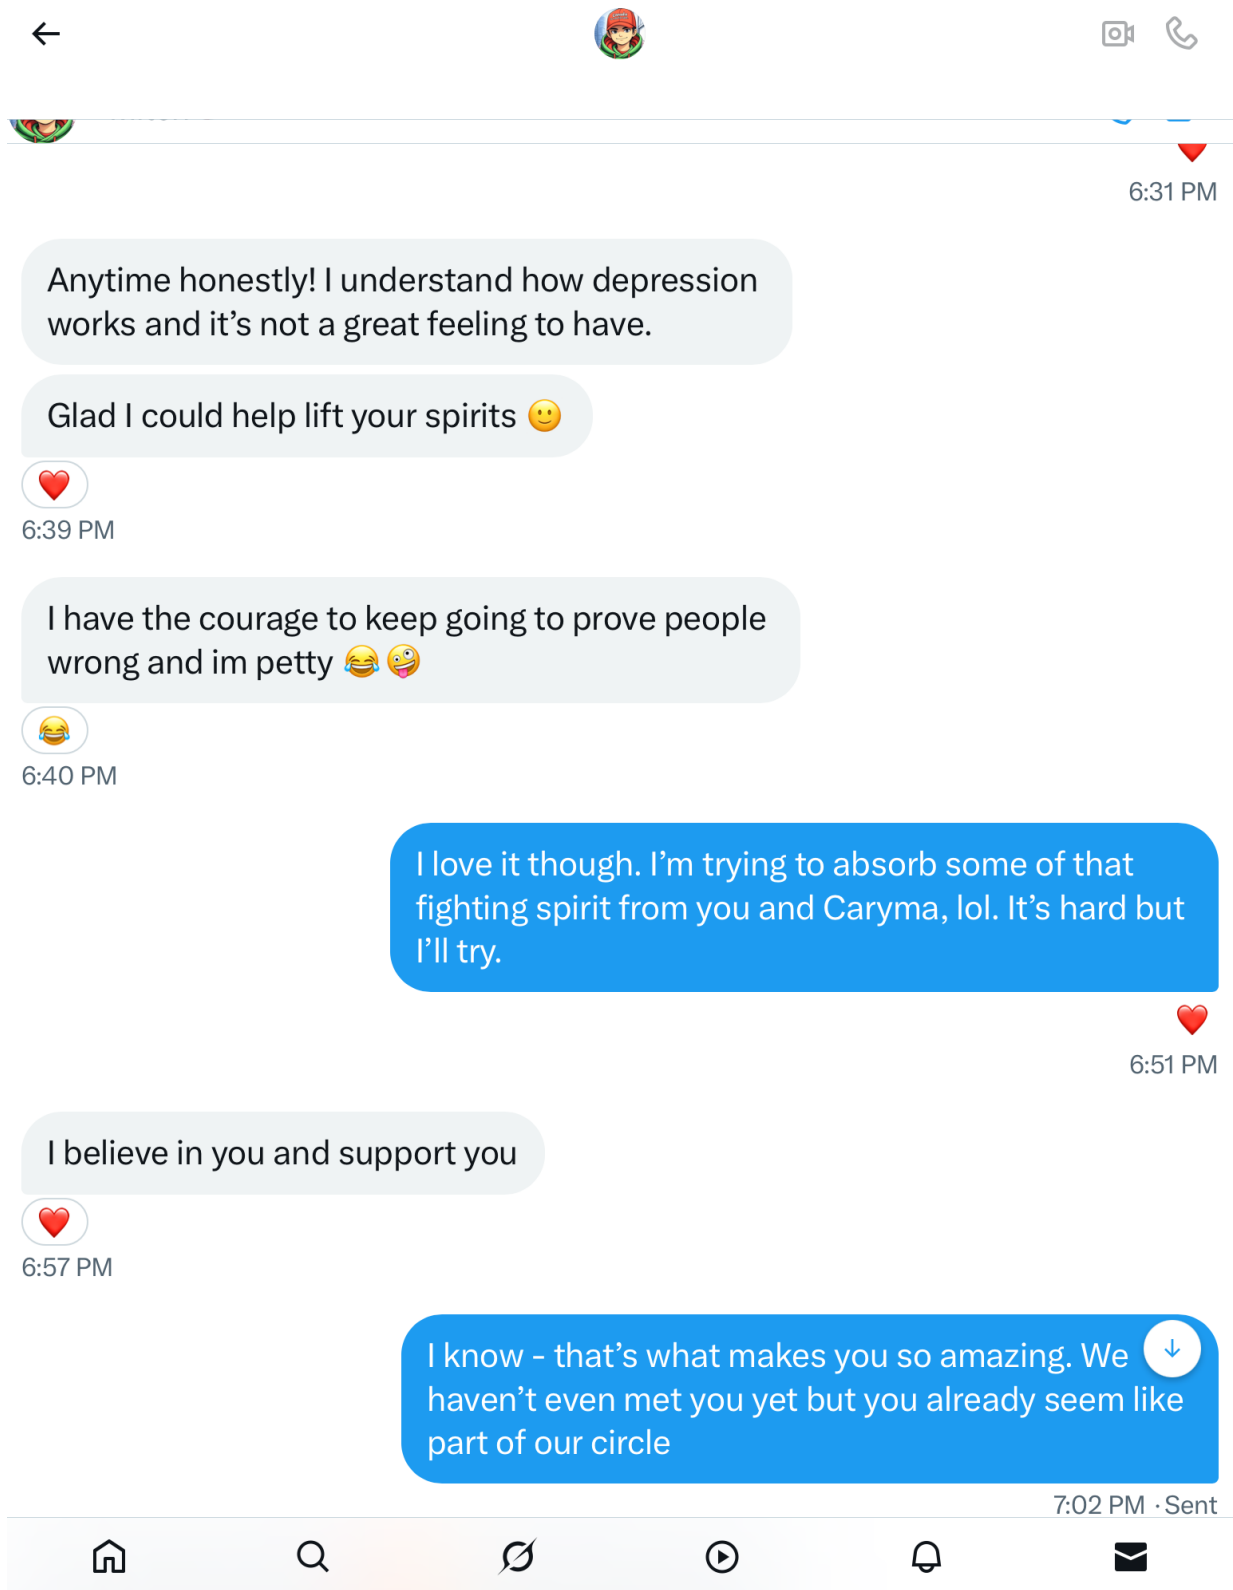 6:31 PM
Anytime honestly! I understand how depression
works and it’s not a great feeling to have.
Glad I could help lift your spirits 🙂
❤️
6:39 PM
I have the courage to keep going to prove people
wrong and im petty 😂🤪
😂
6:40 PM
I love it though. I’m trying to absorb some of that
fighting spirit from you and Caryma, lol. It’s hard but
I’ll try.
❤️
6:51 PM
I believe in you and support you
❤️
6:57 PM
I know - that’s what makes you so amazing. We
haven’t even met you yet but you already seem like
part of our circle
7:02 PM · Sent